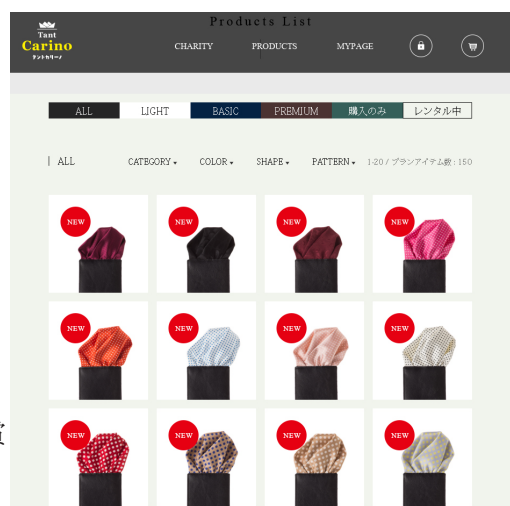 Products List
Tant
Carino
テントカリーノ
CHARITY
PRODUCTS
MYPAGE
ALL
LIGHT
BASIC
PREMIUM
購入のみ
レンタル中
ALL
CATEGORY
COLOR
SHAPE
PATTERN
1-20 / プランアイテム数 : 150
NEW
NEW
NEW
NEW
NEW
NEW
NEW
NEW
NEW
NEW
NEW
NEW